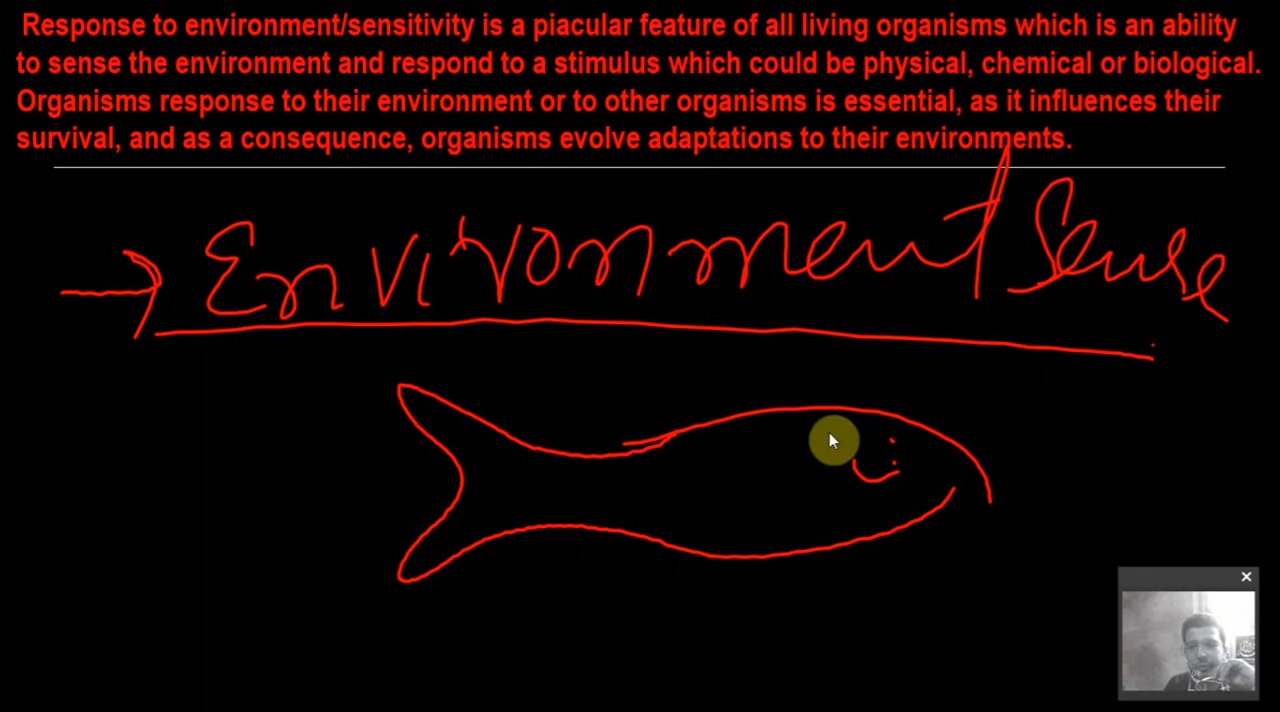 Response to environment/sensitivity is a piacular feature of all living organisms which is an ability
to sense the environment and respond to a stimulus which could be physical, chemical or biological.
Organisms response to their environment or to other organisms is essential, as it influences their
survival, and as a consequence, organisms evolve adaptations to their environments.
→ Environment Sense